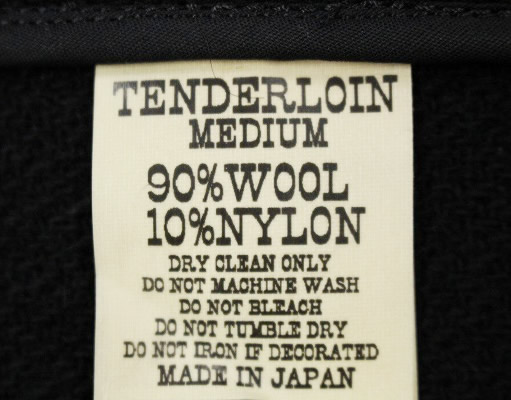 TENDERLOIN
MEDIUM
90%WOOL
10%NYLON
DRY CLEAN ONLY
DO NOT MACHINE WASH
DO NOT BLEACH
DO NOT TUMBLE DRY
DO NOT IRON IF DECORATED
MADE IN JAPAN